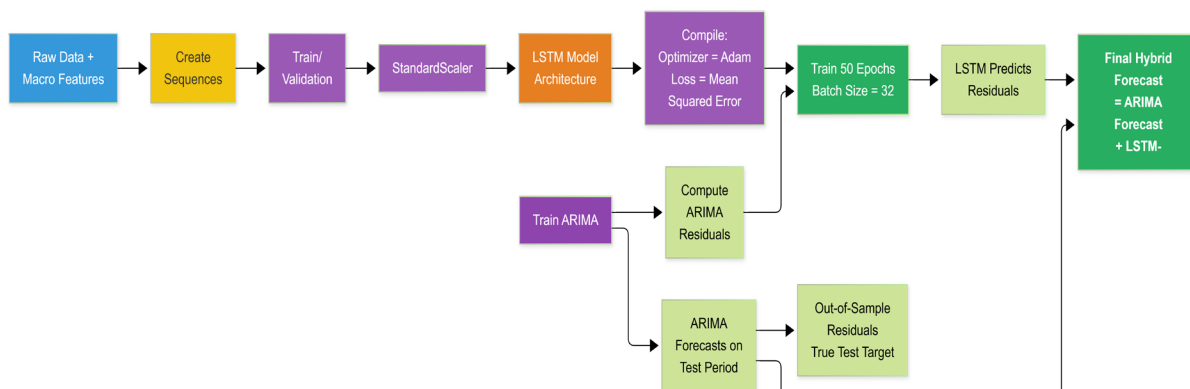 Raw Data +
Macro Features
Create
Sequences
Train/
Validation
StandardScaler
LSTM Model
Architecture
Compile:
Optimizer = Adam
Loss = Mean
Squared Error
Train 50 Epochs
Batch Size = 32
LSTM Predicts
Residuals
Final Hybrid
Forecast
= ARIMA
Forecast
+ LSTM-
Train ARIMA
Compute
ARIMA
Residuals
ARIMA
Forecasts on
Test Period
Out-of-Sample
Residuals
True Test Target